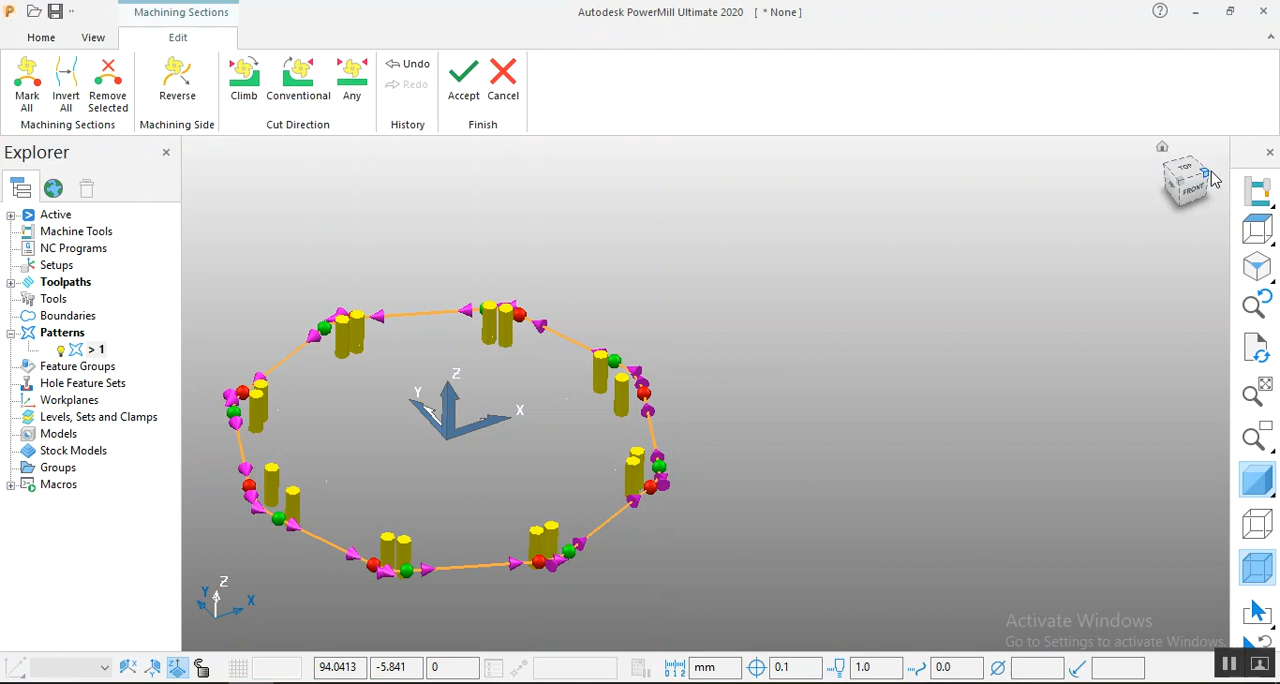 Machining Sections
Autodesk PowerMill Ultimate 2020 [ * None ]
Home View Edit
Mark All
Invert All
Remove Selected
Reverse
Climb Conventional Any
Undo
Redo
Accept Cancel
Machining Sections Machining Side Cut Direction History Finish
Explorer
Active
Machine Tools
NC Programs
Setups
Toolpaths
Tools
Boundaries
Patterns
> 1
Feature Groups
Hole Feature Sets
Workplanes
Levels, Sets and Clamps
Models
Stock Models
Groups
Macros
TOP
FRONT
Z
Y
X
Z
Y
X
Activate Windows
Go to Settings to activate Windows.
94.0413 -5.841 0 mm 0.1 1.0 0.0